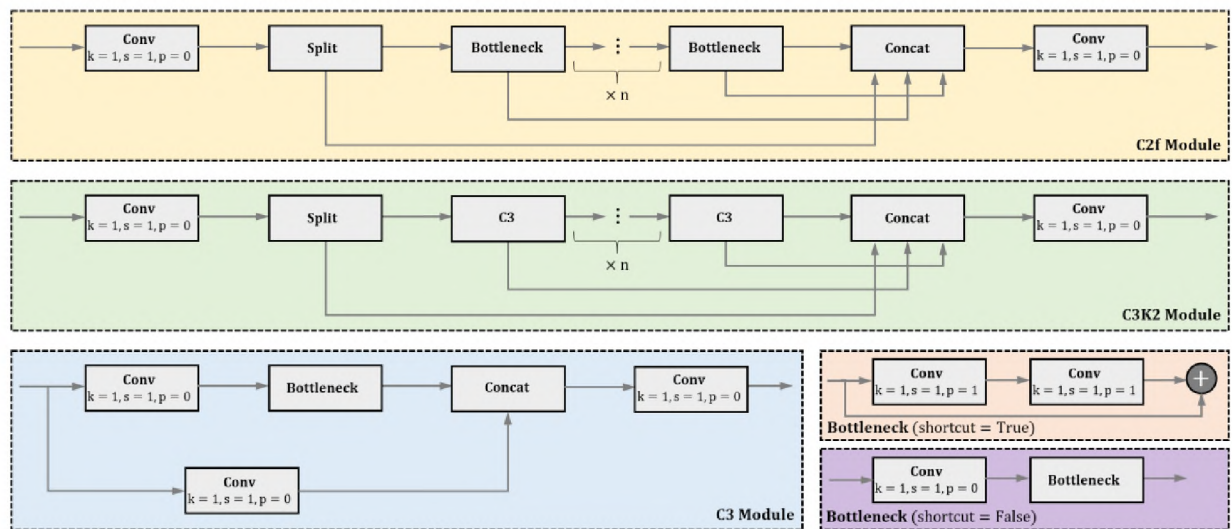 Conv
k = 1, s = 1, p = 0
Split
Bottleneck
⋮
× n
Bottleneck
Concat
Conv
k = 1, s = 1, p = 0
C2f Module
Conv
k = 1, s = 1, p = 0
Split
C3
⋮
× n
C3
Concat
Conv
k = 1, s = 1, p = 0
C3K2 Module
Conv
k = 1, s = 1, p = 0
Bottleneck
Concat
Conv
k = 1, s = 1, p = 0
Conv
k = 1, s = 1, p = 0
C3 Module
Conv
k = 1, s = 1, p = 1
Conv
k = 1, s = 1, p = 1
+
Bottleneck (shortcut = True)
Conv
k = 1, s = 1, p = 0
Bottleneck
Bottleneck (shortcut = False)